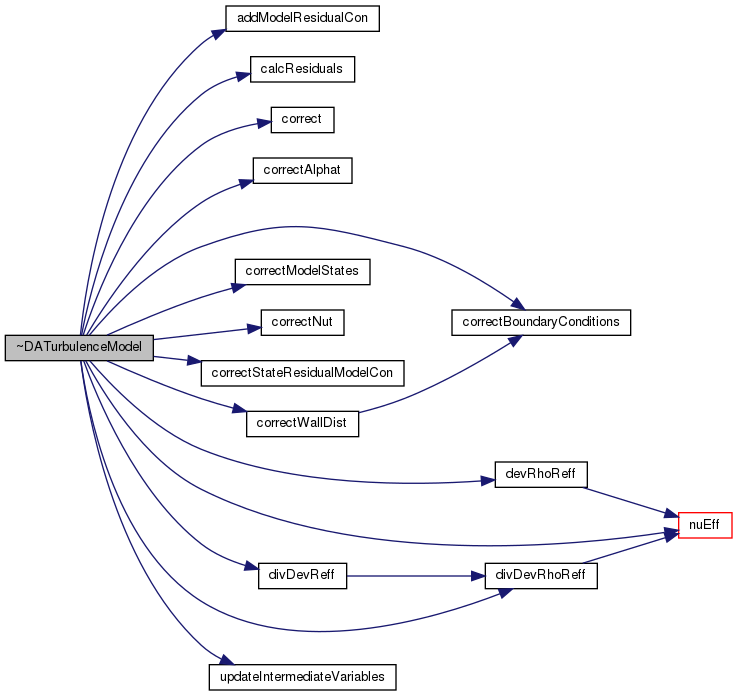 addModelResidualCon
calcResiduals
correct
correctAlphat
correctModelStates
correctNut
correctBoundaryConditions
~DATurbulenceModel
correctStateResidualModelCon
correctWallDist
devRhoReff
nuEff
divDevReff
divDevRhoReff
updateIntermediateVariables